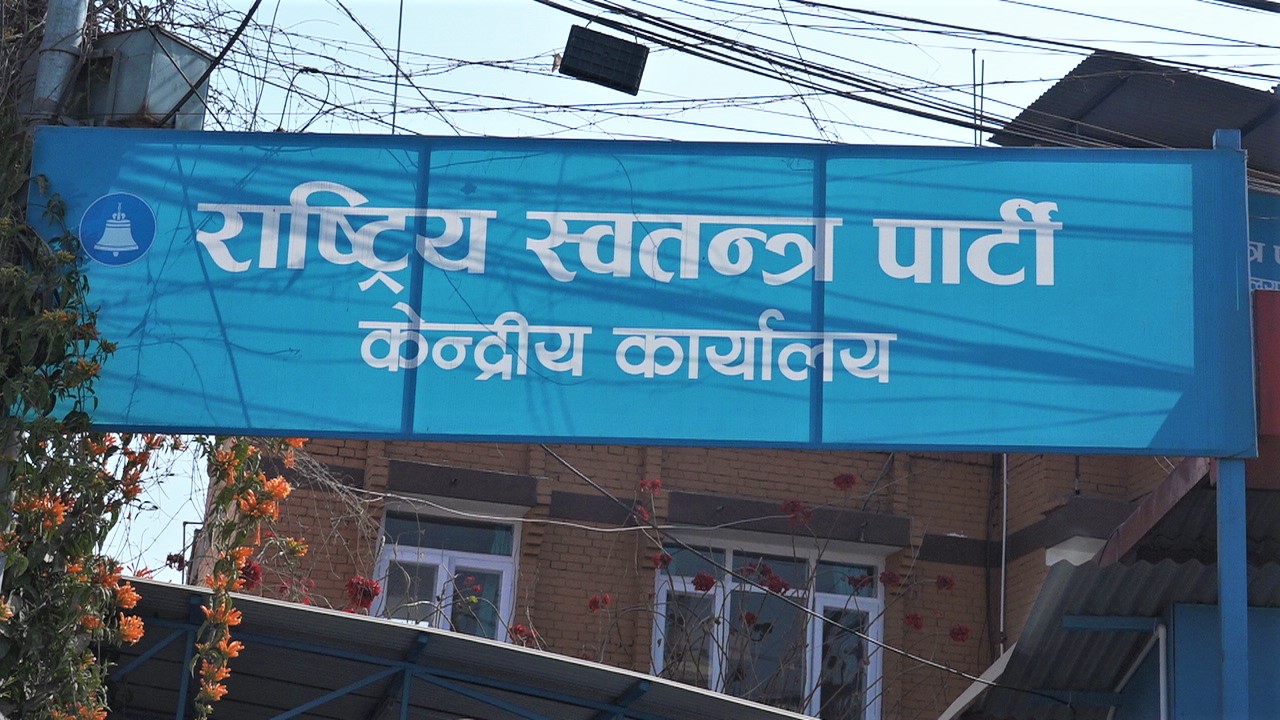 राष्ट्रिय स्वतन्त्र पार्टी
केन्द्रीय कार्यालय